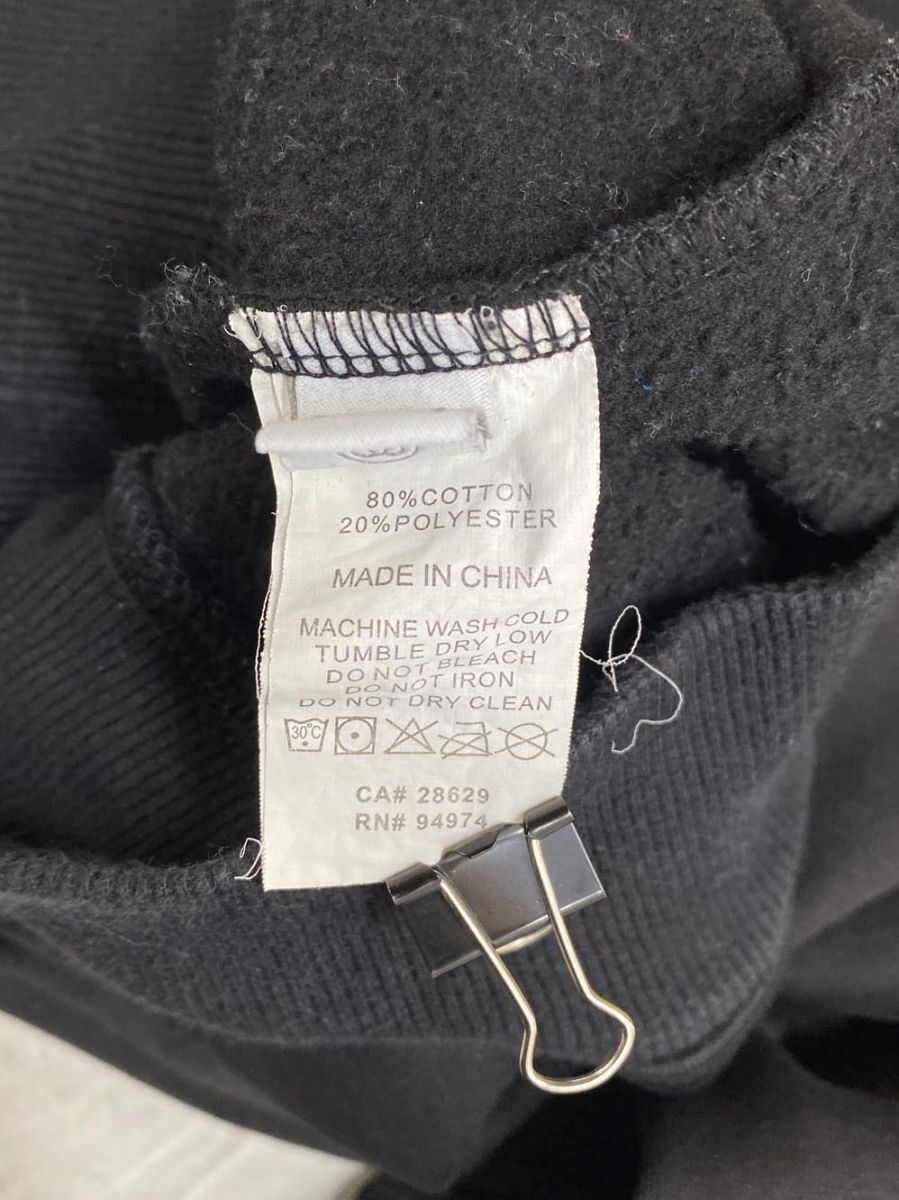 80%COTTON
20%POLYESTER
MADE IN CHINA
MACHINE WASH COLD
TUMBLE DRY LOW
DO NOT BLEACH
DO NOT IRON
DO NOT DRY CLEAN
30°C
CA# 28629
RN# 94974